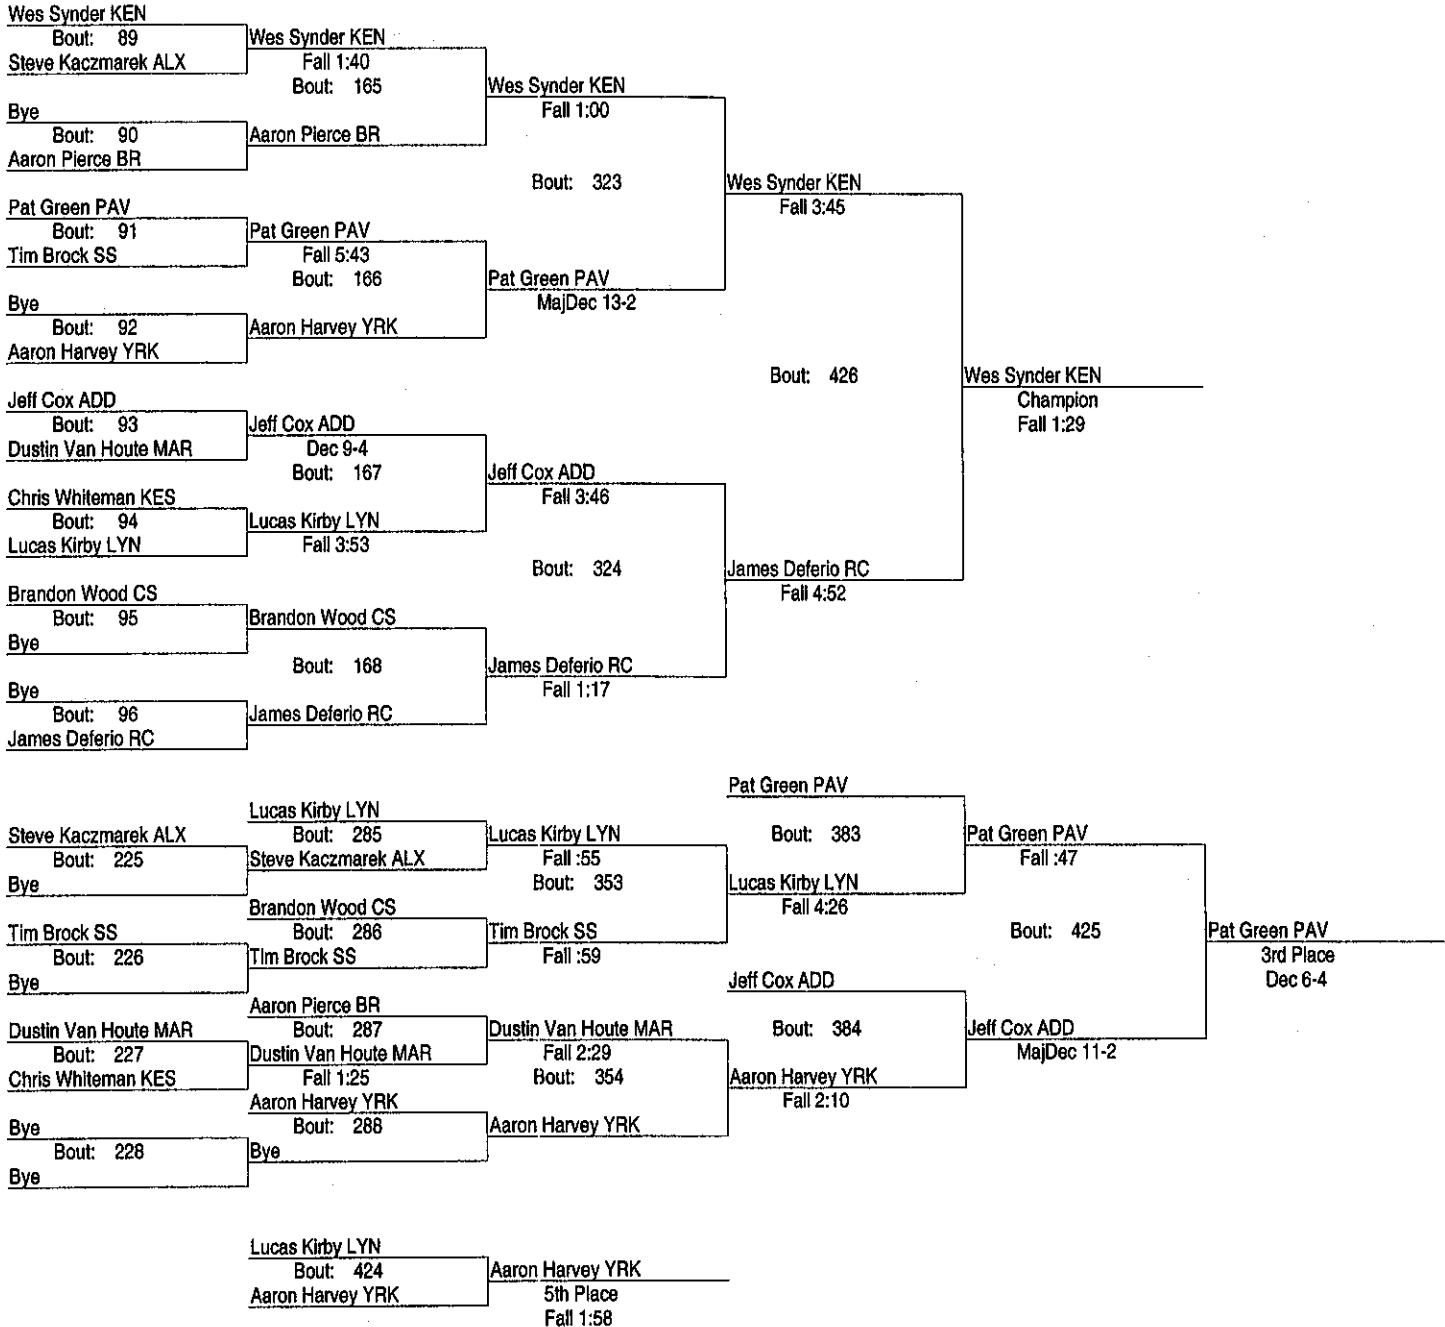 Wes Synder KEN
Bout: 89
Steve Kaczmarek ALX
Wes Synder KEN
Fall 1:40
Bout: 165
Bye
Bout: 90
Aaron Pierce BR
Aaron Pierce BR
Wes Synder KEN
Fall 1:00
Bout: 323
Pat Green PAV
Bout: 91
Tim Brock SS
Pat Green PAV
Fall 5:43
Bout: 166
Bye
Bout: 92
Aaron Harvey YRK
Aaron Harvey YRK
Pat Green PAV
MajDec 13-2
Wes Synder KEN
Fall 3:45
Bout: 426
Wes Synder KEN
Champion
Fall 1:29
Jeff Cox ADD
Bout: 93
Dustin Van Houte MAR
Jeff Cox ADD
Dec 9-4
Bout: 167
Chris Whiteman KES
Bout: 94
Lucas Kirby LYN
Lucas Kirby LYN
Fall 3:53
Jeff Cox ADD
Fall 3:46
Bout: 324
Brandon Wood CS
Bout: 95
Bye
Brandon Wood CS
Bout: 168
Bye
Bout: 96
James Deferio RC
James Deferio RC
James Deferio RC
Fall 1:17
James Deferio RC
Fall 4:52
Steve Kaczmarek ALX
Bout: 225
Bye
Lucas Kirby LYN
Bout: 285
Steve Kaczmarek ALX
Lucas Kirby LYN
Fall :55
Bout: 353
Tim Brock SS
Bout: 226
Bye
Brandon Wood CS
Bout: 286
Tim Brock SS
Tim Brock SS
Fall :59
Pat Green PAV
Bout: 383
Lucas Kirby LYN
Fall 4:26
Pat Green PAV
Fall :47
Bout: 425
Pat Green PAV
3rd Place
Dec 6-4
Dustin Van Houte MAR
Bout: 227
Chris Whiteman KES
Aaron Pierce BR
Bout: 287
Dustin Van Houte MAR
Fall 1:25
Dustin Van Houte MAR
Fall 2:29
Bout: 354
Bye
Bout: 228
Bye
Aaron Harvey YRK
Bout: 288
Bye
Aaron Harvey YRK
Jeff Cox ADD
Bout: 384
Aaron Harvey YRK
Fall 2:10
Jeff Cox ADD
MajDec 11-2
Lucas Kirby LYN
Bout: 424
Aaron Harvey YRK
Aaron Harvey YRK
5th Place
Fall 1:58